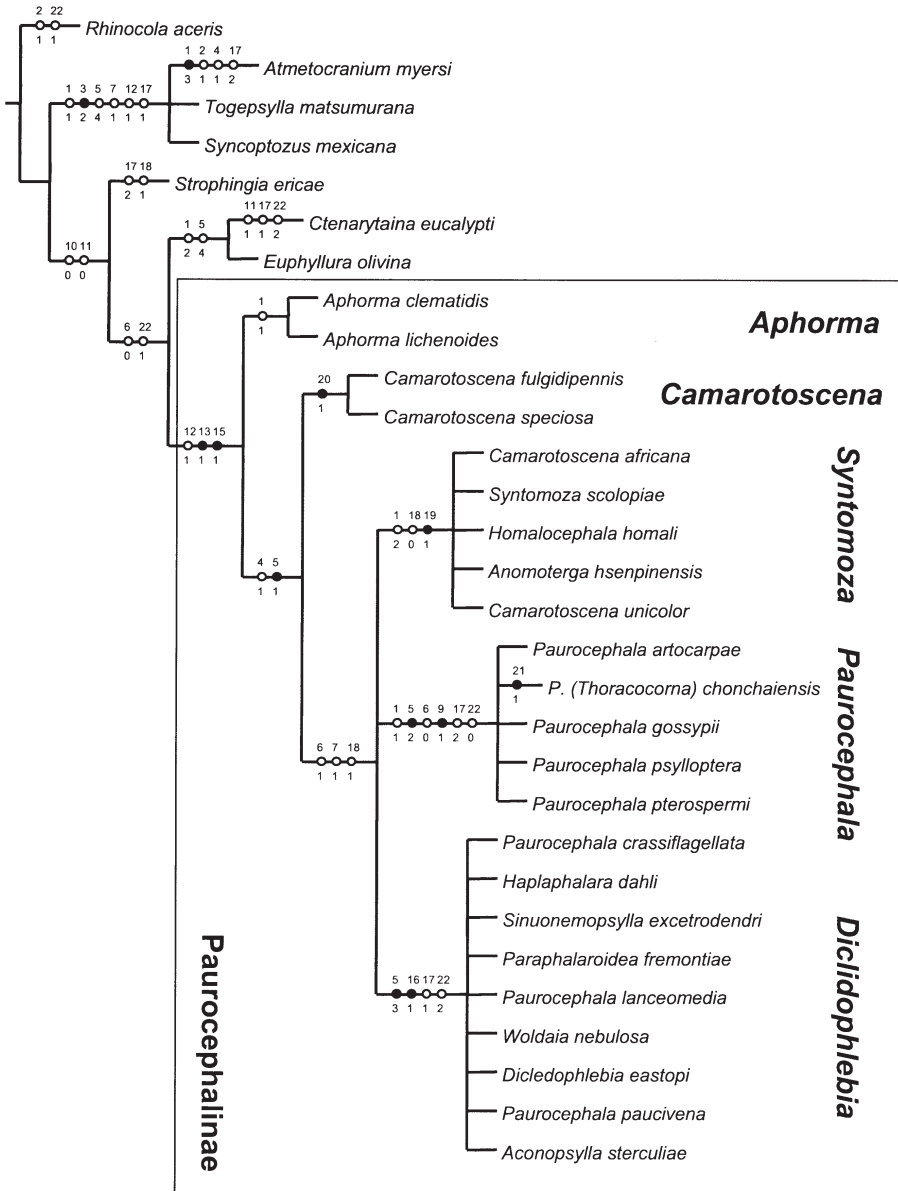 2 22
1 1
Rhinocola aceris
1 2 4 17
3 1 1 2
Atmetocranium myersi
1 3 5 7 12 17
1 2 4 1 1 1
Togepsylla matsumurana
Syncoptozus mexicana
17 18
2 1
Strophingia ericae
11 17 22
1 1 2
Ctenarytaina eucalypti
1 5
2 4
10 11
0 0
Euphyllura olivina
1
1
Aphorma clematidis
Aphorma lichenoides
Aphorma
6 22
0 1
20
1
Camarotoscena fulgidipennis
Camarotoscena speciosa
Camarotoscena
12 13 15
1 1 1
Camarotoscena africana
Syntomoza scolopiae
1 18 19
2 0 1
Homalocephala homali
Anomoterga hsenpinensis
Camarotoscena unicolor
Syntomoza
4 5
1 1
Paurocephala artocarpae
21
1
P. (Thoracocorna) chonchaiensis
1 5 6 9 17 22
1 2 0 1 2 0
Paurocephala gossypii
Paurocephala psylloptera
Paurocephala pterospermi
Paurocephala
6 7 18
1 1 1
Paurocephala crassiflagellata
Haplaphalara dahli
Sinuonemopsylla excetrodendri
Paraphalaroidea fremontiae
5 16 17 22
3 1 1 2
Paurocephala lanceomedia
Woldaia nebulosa
Dicledophlebia eastopi
Paurocephala paucivena
Aconopsylla sterculiae
Diclidophlebia
Paurocephalinae